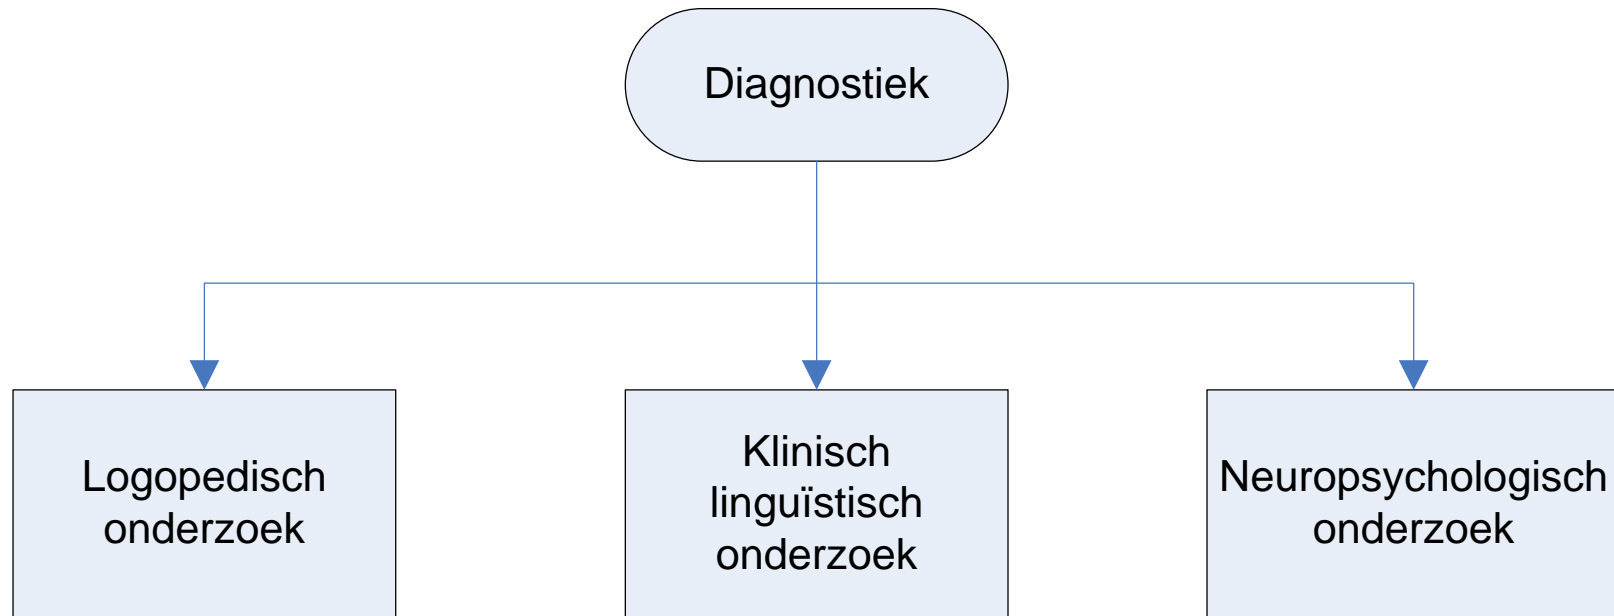 Diagnostiek
Logopedisch
onderzoek
Klinisch
linguïstisch
onderzoek
Neuropsychologisch
onderzoek